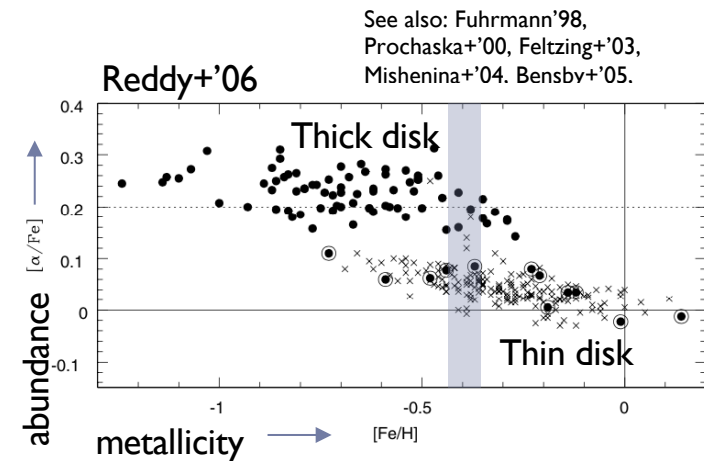 See also: Fuhrmann'98,
Prochaska+'00, Feltzing+'03,
Mishenina+'04, Bensby+'05.
Reddy+'06
0.4
Thick disk
0.3
0.2
0.1
0
-0.1
abundance [α/Fe]
Thin disk
-1
-0.5
0
metallicity
[Fe/H]